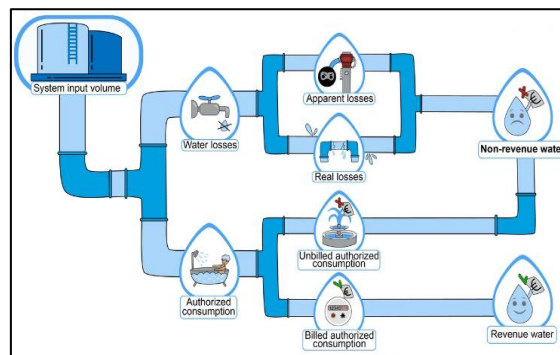 System input volume
Apparent losses
Water losses
Real losses
Non-revenue water
Unbilled authorized
consumption
Authorized
consumption
Billed authorized
consumption
Revenue water